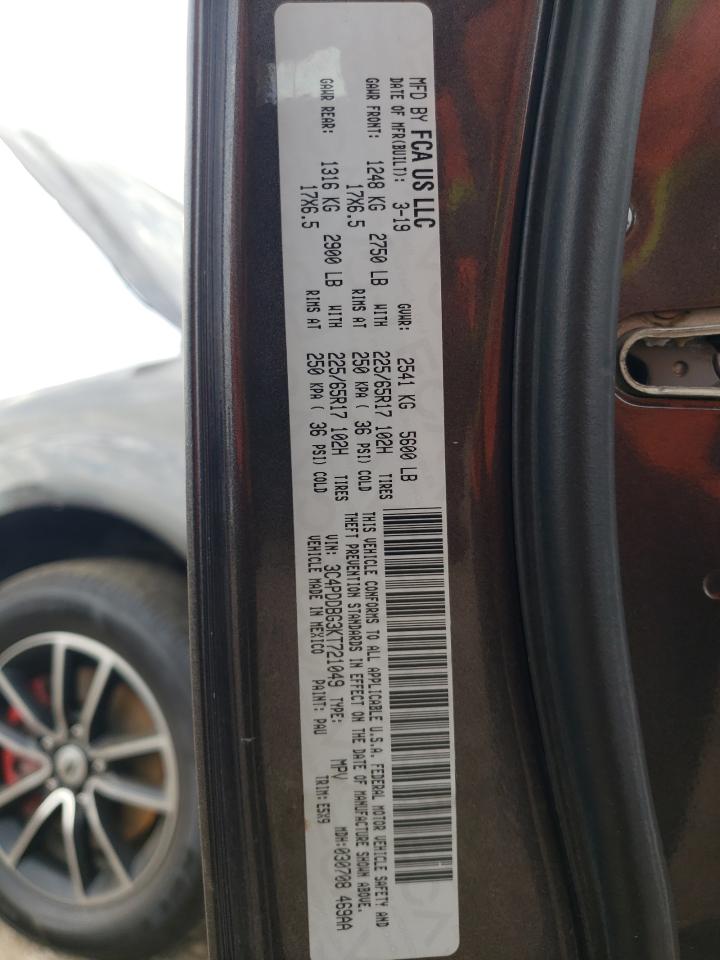 MFD BY FCA US LLC
DATE OF MFR(BUILT): 3-19 GVWR: 2541 KG 5600 LB
GAWR FRONT: 1248 KG 2750 LB WITH 225/65R17 102H TIRES
17X6.5 RIMS AT 250 KPA ( 36 PSI) COLD
GAWR REAR: 1316 KG 2900 LB WITH 225/65R17 102H TIRES
17X6.5 RIMS AT 250 KPA ( 36 PSI) COLD
THIS VEHICLE CONFORMS TO ALL APPLICABLE U.S.A. FEDERAL MOTOR VEHICLE SAFETY AND
THEFT PREVENTION STANDARDS IN EFFECT ON THE DATE OF MANUFACTURE SHOWN ABOVE.
VIN: 3C4PDDBG3KT721049 TYPE: MPV MDH:030708 469AA
VEHICLE MADE IN MEXICO PAINT: PAU TRIM: E5X9